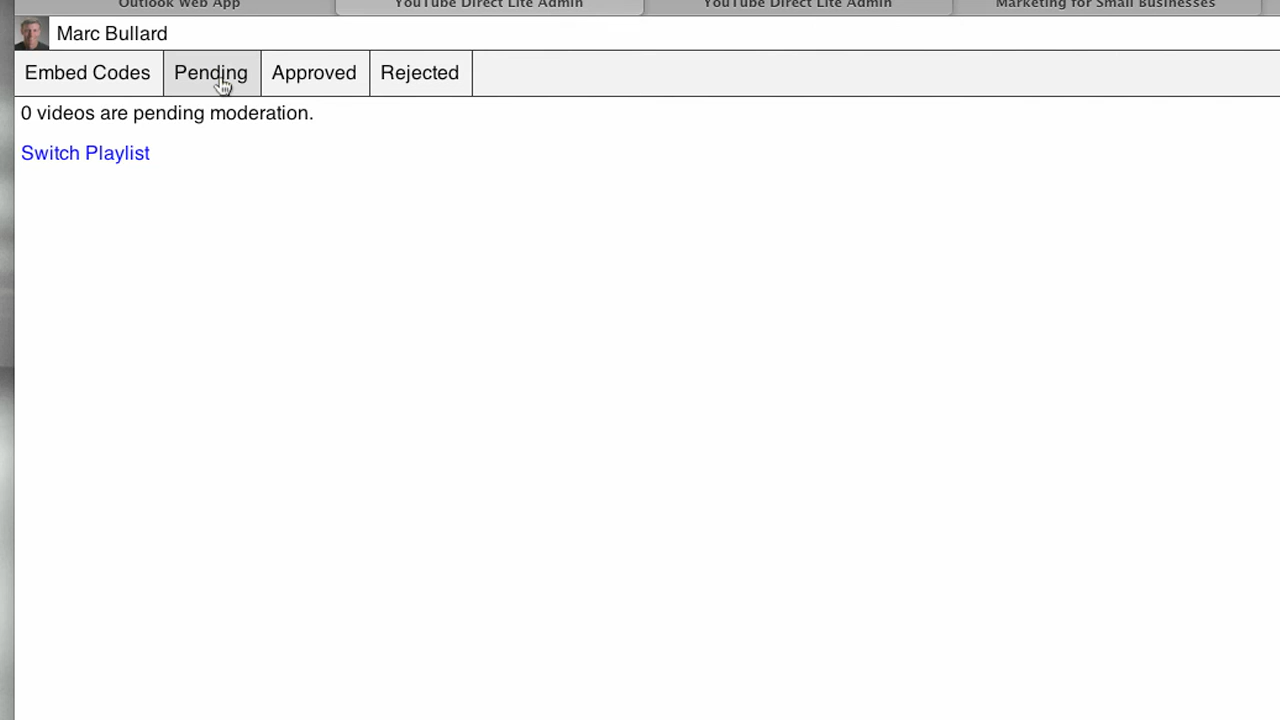 Outlook Web App
YouTube Direct Lite Admin
YouTube Direct Lite Admin
Marketing for Small Businesses
Marc Bullard
Embed Codes
Pending
Approved
Rejected
0 videos are pending moderation.
Switch Playlist